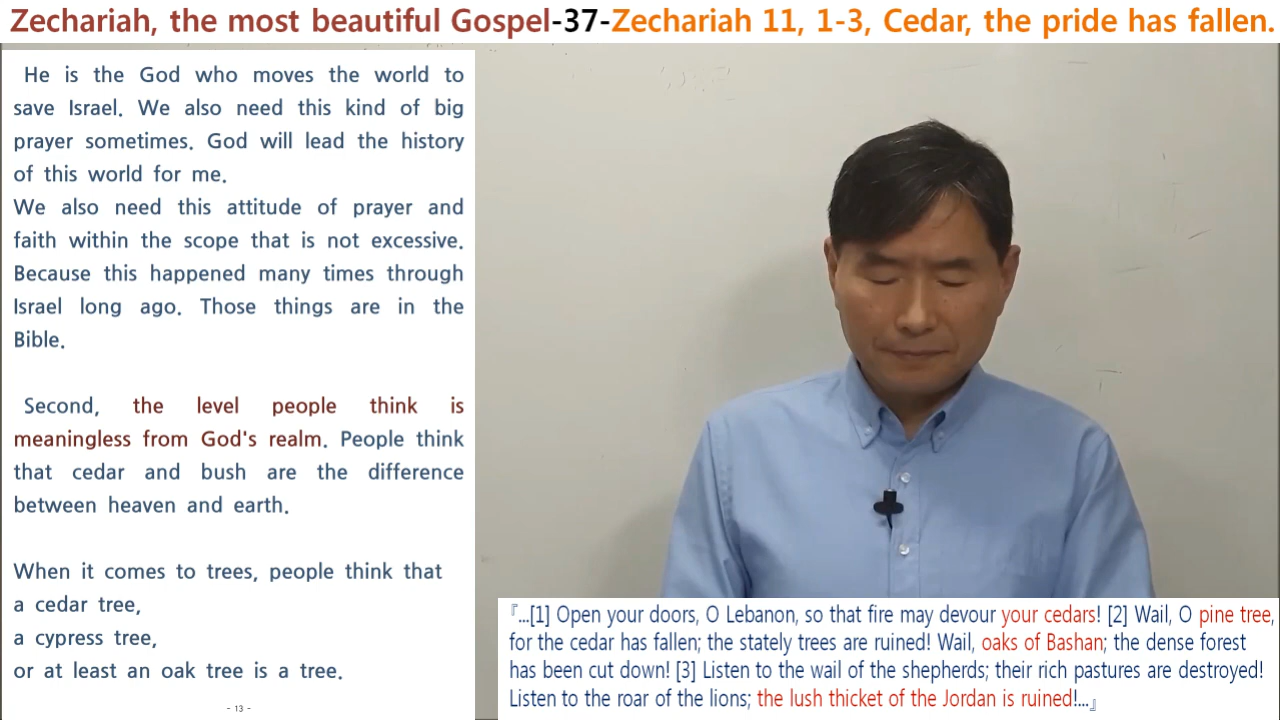 Zechariah, the most beautiful Gospel-37-Zechariah 11, 1-3, Cedar, the pride has fallen.
He is the God who moves the world to
save Israel. We also need this kind of big
prayer sometimes. God will lead the history
of this world for me.
We also need this attitude of prayer and
faith within the scope that is not excessive.
Because this happened many times through
Israel long ago. Those things are in the
Bible.
Second, the level people think is
meaningless from God's realm. People think
that cedar and bush are the difference
between heaven and earth.
When it comes to trees, people think that
a cedar tree,
a cypress tree,
or at least an oak tree is a tree.
- 13 -
『...[1] Open your doors, O Lebanon, so that fire may devour your cedars! [2] Wail, O pine tree,
for the cedar has fallen; the stately trees are ruined! Wail, oaks of Bashan; the dense forest
has been cut down! [3] Listen to the wail of the shepherds; their rich pastures are destroyed!
Listen to the roar of the lions; the lush thicket of the Jordan is ruined!...』